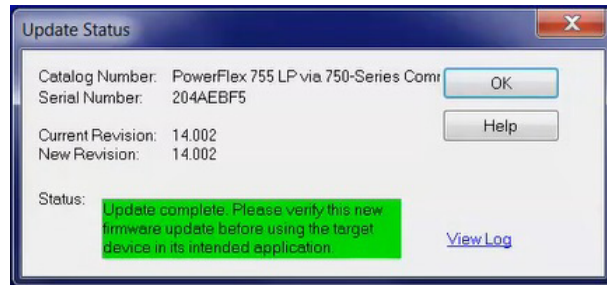 Update Status
X
Catalog Number: PowerFlex 755 LP via 750-Series Comr
OK
Serial Number: 204AEBF5
Current Revision: 14.002
Help
New Revision: 14.002
Status:
Update complete. Please verify this new
firmware update before using the target
device in its intended application.
View Log